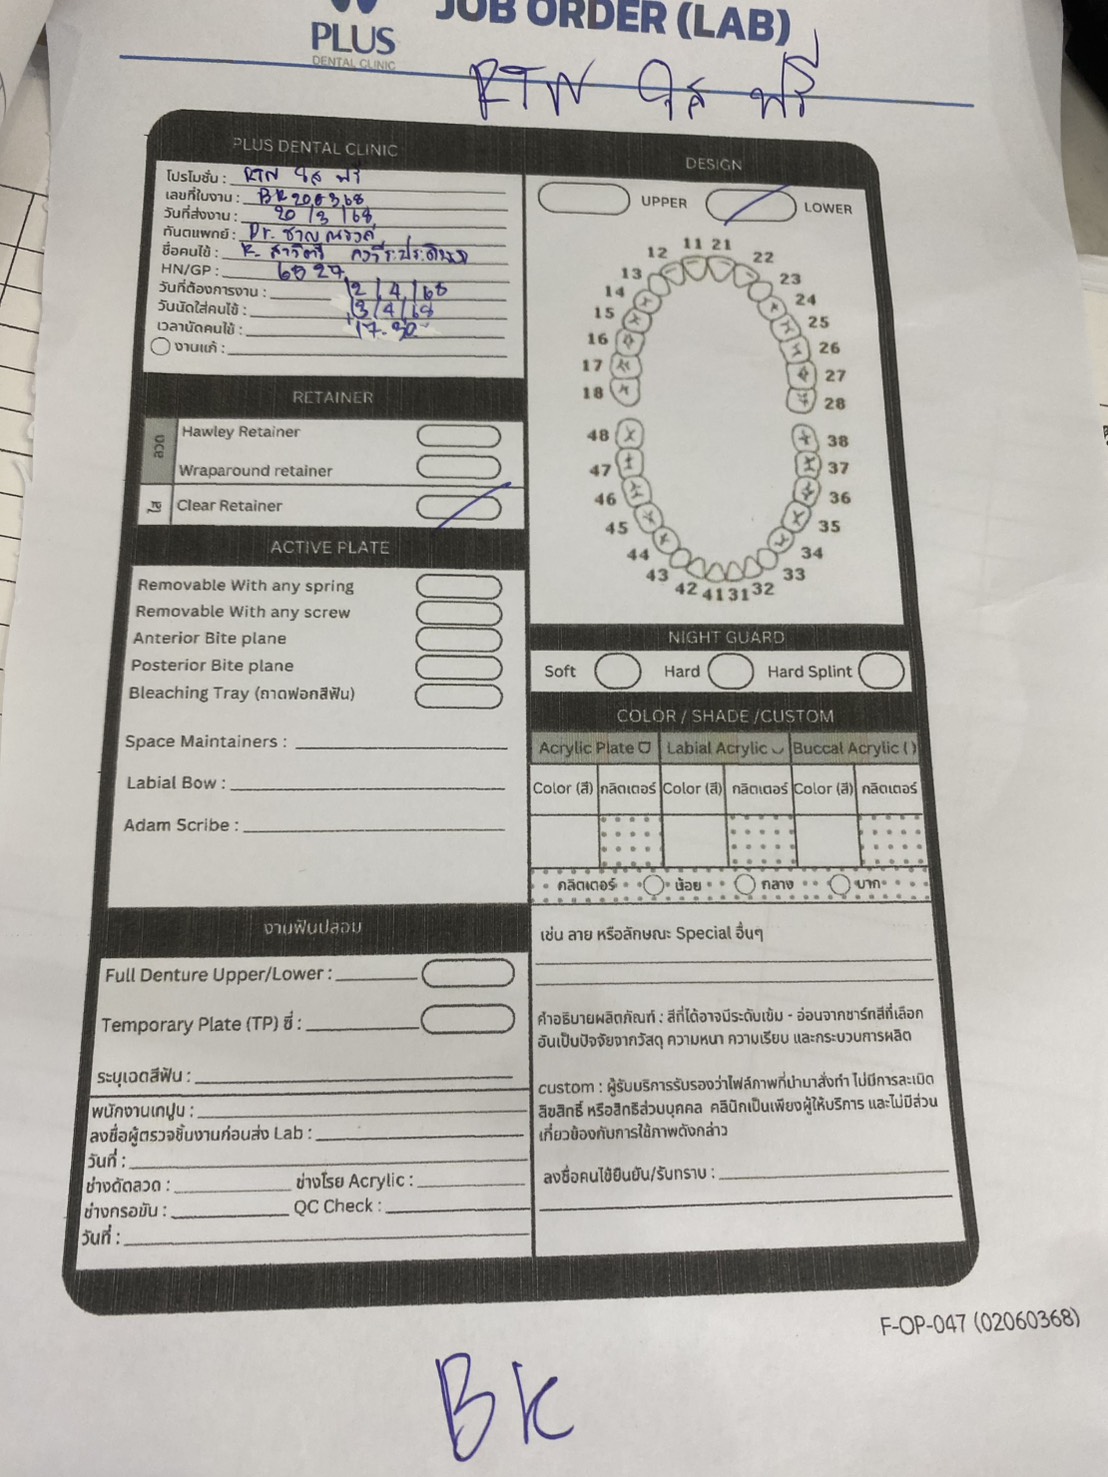 JOB ORDER (LAB)
PLUS
DENTAL CLINIC
RTN ใส ฟรี
PLUS DENTAL CLINIC
โปรโมชั่น : RTN ใส ฟรี
เลขที่ใบงาน :
วันที่ส่งงาน : 20/3/68
ทันตแพทย์ : Dr.
ชื่อคนไข้ : K. สาวิตรี
HN/GP : 6827
วันที่ต้องการงาน : 12/4/68
วันนัดใส่คนไข้ : 13/4/68
เวลานัดคนไข้ : 17.30
งานแก้ :
RETAINER
ลวด
Hawley Retainer
Wraparound retainer
ใส
Clear Retainer
ACTIVE PLATE
Removable With any spring
Removable With any screw
Anterior Bite plane
Posterior Bite plane
Bleaching Tray (ถาดฟอกสีฟัน)
Space Maintainers :
Labial Bow :
Adam Scribe :
งานฟันปลอม
Full Denture Upper/Lower :
Temporary Plate (TP) ซี่ :
ระบุเฉดสีฟัน :
พนักงานเทปูน :
ลงชื่อผู้ตรวจชิ้นงานก่อนส่ง Lab :
วันที่ :
ช่างดัดลวด : ช่างโรย Acrylic :
ช่างกรอขัน : QC Check :
วันที่ :
DESIGN
UPPER LOWER
11 21
12 22
13 23
14 24
15 25
16 26
17 27
18 28
48 38
47 37
46 36
45 35
44 34
43 33
42 41 31 32
NIGHT GUARD
Soft Hard Hard Splint
COLOR / SHADE /CUSTOM
Acrylic Plate Labial Acrylic Buccal Acrylic ( )
Color (สี) กลิตเตอร์ Color (สี) กลิตเตอร์ Color (สี) กลิตเตอร์
กลิตเตอร์ น้อย กลาง มาก
เช่น ลาย หรือลักษณะ Special อื่นๆ
คำอธิบายผลิตภัณฑ์ : สีที่ได้อาจมีระดับเข้ม - อ่อนจากชาร์ทสีที่เลือก
อันเป็นปัจจัยจากวัสดุ ความหนา ความเรียบ และกระบวนการผลิต
custom : ผู้รับบริการรับรองว่าไฟล์ภาพที่นำมาสั่งทำ ไม่มีการละเมิด
ลิขสิทธิ์ หรือสิทธิส่วนบุคคล คลินิกเป็นเพียงผู้ให้บริการ และไม่มีส่วน
เกี่ยวข้องกับการใช้ภาพดังกล่าว
ลงชื่อคนไข้ยืนยัน/รับทราบ :
F-OP-047 (02060368)
BK